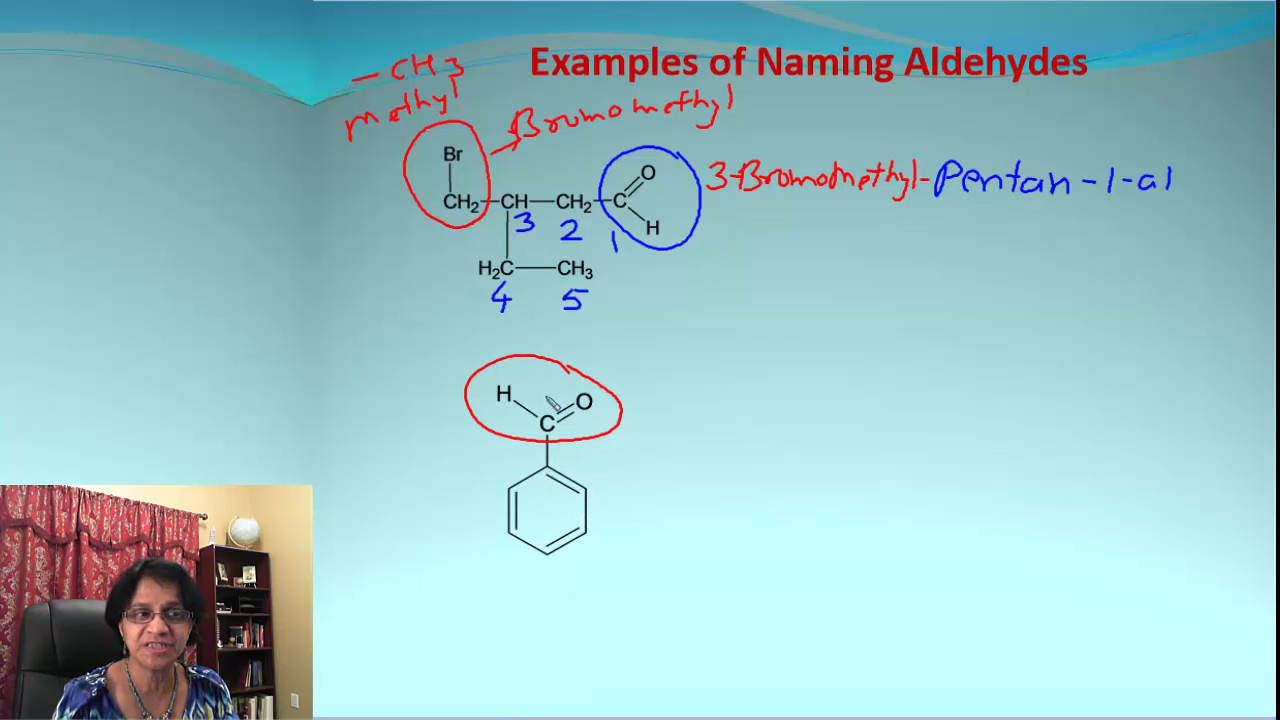 Examples of Naming Aldehydes
– CH3
methyl
Bromomethyl
Br
O
3-Bromomethyl-Pentan-1-al
CH2–CH–CH2–C
H
3 2 1
H2C–CH3
4 5
H O
C